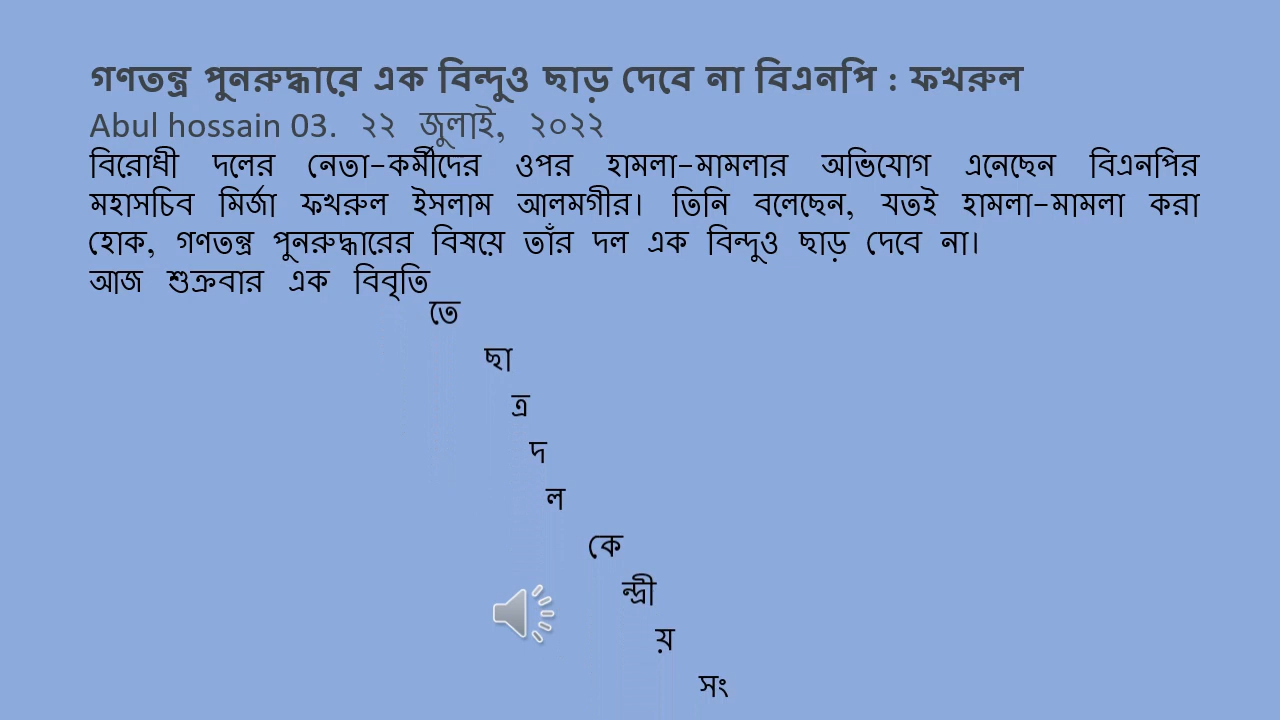 গণতন্ত্র পুনরুদ্ধারে এক বিন্দুও ছাড় দেবে না বিএনপি : ফখরুল
Abul hossain 03. ২২ জুলাই, ২০২২
বিরোধী দলের নেতা-কর্মীদের ওপর হামলা-মামলার অভিযোগ এনেছেন বিএনপির
মহাসচিব মির্জা ফখরুল ইসলাম আলমগীর। তিনি বলেছেন, যতই হামলা-মামলা করা
হোক, গণতন্ত্র পুনরুদ্ধারের বিষয়ে তাঁর দল এক বিন্দুও ছাড় দেবে না।
আজ শুক্রবার এক বিবৃতি
তে
ছা
ত্র
দ
ল
কে
ন্দ্রী
য়
সং